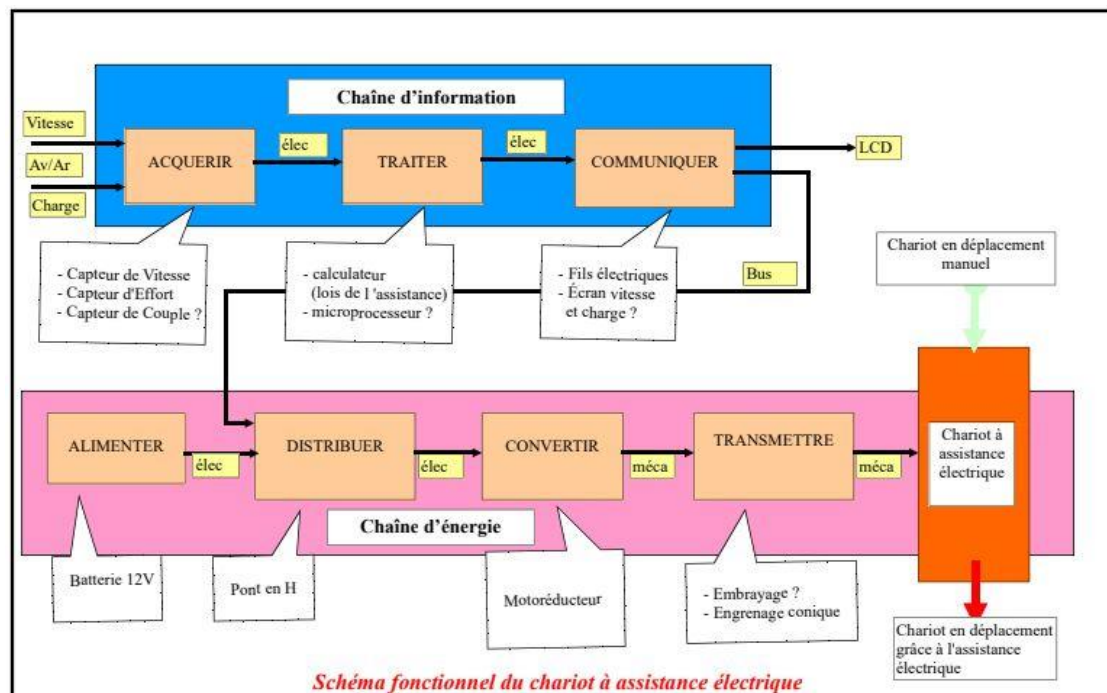 Chaîne d’information
Vitesse
Av/Ar
Charge
ACQUERIR
élec
TRAITER
élec
COMMUNIQUER
LCD
Bus
- Capteur de Vitesse
- Capteur d'Effort
- Capteur de Couple ?
- calculateur
(lois de l 'assistance)
- microprocesseur ?
- Fils électriques
- Écran vitesse
et charge ?
Chariot en déplacement
manuel
ALIMENTER
élec
DISTRIBUER
élec
CONVERTIR
méca
TRANSMETTRE
méca
Chariot à
assistance
électrique
Chaîne d’énergie
Batterie 12V
Pont en H
Motoréducteur
- Embrayage ?
- Engrenage conique
Chariot en déplacement
grâce à l'assistance
électrique
Schéma fonctionnel du chariot à assistance électrique